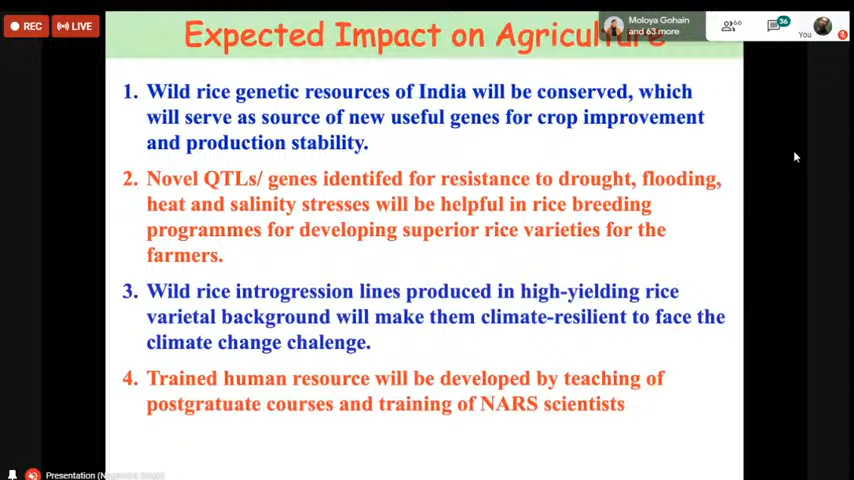 REC
LIVE
Expected Impact on Agriculture
Moloya Gohain
and 63 more
66
36
You
1. Wild rice genetic resources of India will be conserved, which
will serve as source of new useful genes for crop improvement
and production stability.
2. Novel QTLs/ genes identifed for resistance to drought, flooding,
heat and salinity stresses will be helpful in rice breeding
programmes for developing superior rice varieties for the
farmers.
3. Wild rice introgression lines produced in high-yielding rice
varietal background will make them climate-resilient to face the
climate change chalenge.
4. Trained human resource will be developed by teaching of
postgratuate courses and training of NARS scientists
Presentation (Nagendra Singh)